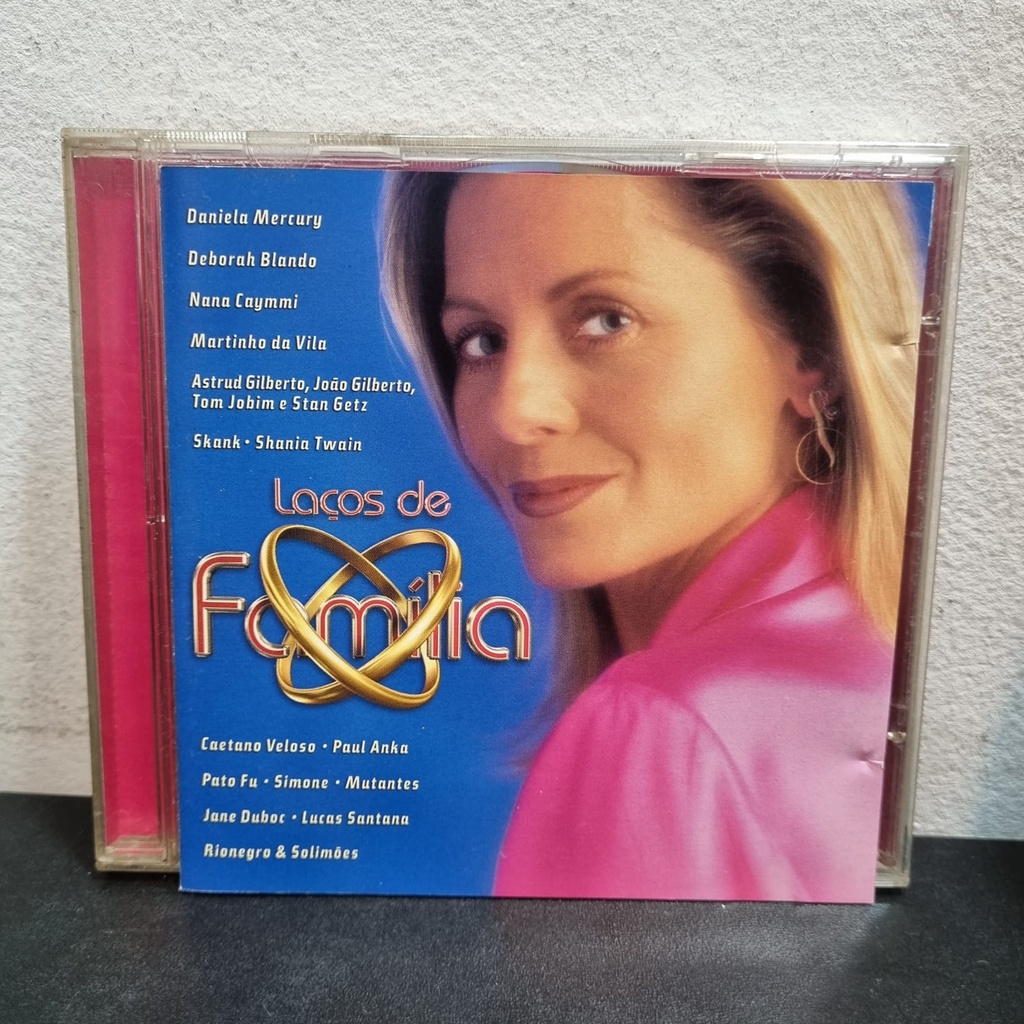 Daniela Mercury
Deborah Blando
Nana Caymmi
Martinho da Vila
Astrud Gilberto, João Gilberto,
Tom Jobim e Stan Getz
Skank • Shania Twain
Laços de
Família
Caetano Veloso • Paul Anka
Pato Fu • Simone • Mutantes
Jane Duboc • Lucas Santana
Rionegro & Solimões